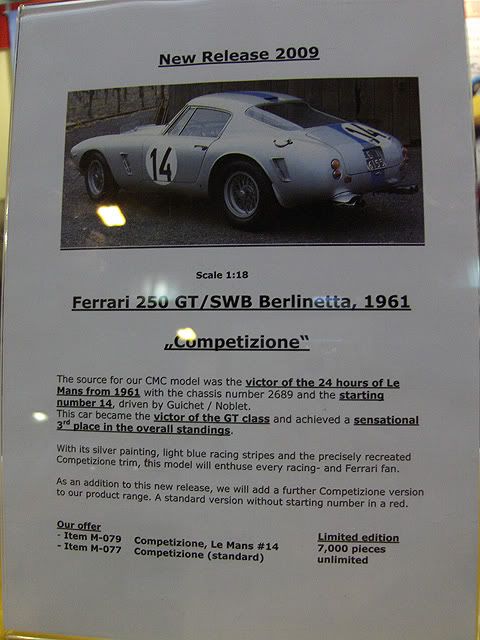 New Release 2009
14
14
Scale 1:18
Ferrari 250 GT/SWB Berlinetta, 1961
„Competizione“
The source for our CMC model was the victor of the 24 hours of Le
Mans from 1961 with the chassis number 2689 and the starting
number 14, driven by Guichet / Noblet.
This car became the victor of the GT class and achieved a sensational
3rd place in the overall standings.
With its silver painting, light blue racing stripes and the precisely recreated
Competizione trim, this model will enthuse every racing- and Ferrari fan.
As an addition to this new release, we will add a further Competizione version
to our product range. A standard version without starting number in a red.
Our offer
- Item M-079 Competizione, Le Mans #14
- Item M-077 Competizione (standard)
Limited edition
7,000 pieces
unlimited